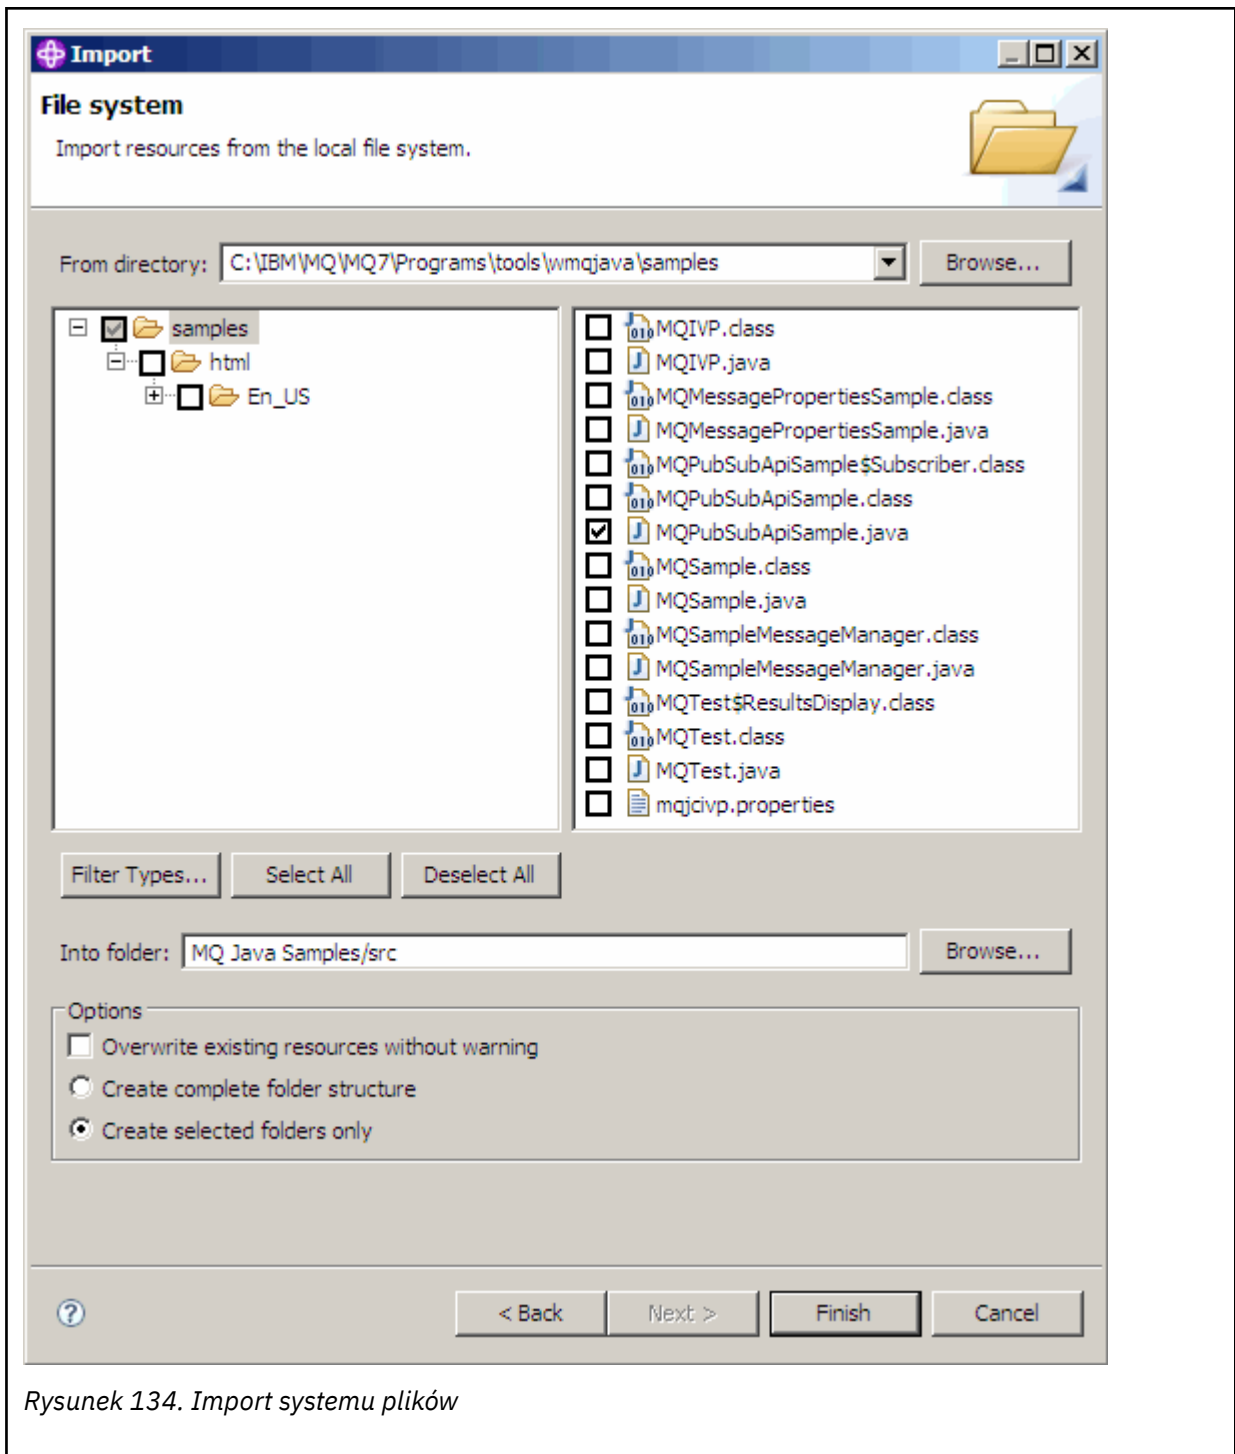 Import
File system
Import resources from the local file system.
From directory: C:\IBM\MQ\MQ7\Programs\tools\wmqjava\samples Browse...
samples
html
En_US
MQIVP.class
MQIVP.java
MQMessagePropertiesSample.class
MQMessagePropertiesSample.java
MQPubSubApiSample$Subscriber.class
MQPubSubApiSample.class
MQPubSubApiSample.java
MQSample.class
MQSample.java
MQSampleMessageManager.class
MQSampleMessageManager.java
MQTest$ResultsDisplay.class
MQTest.class
MQTest.java
mqjcivp.properties
Filter Types... Select All Deselect All
Into folder: MQ Java Samples/src Browse...
Options
Overwrite existing resources without warning
Create complete folder structure
Create selected folders only
? < Back Next > Finish Cancel
Rysunek 134. Import systemu plików